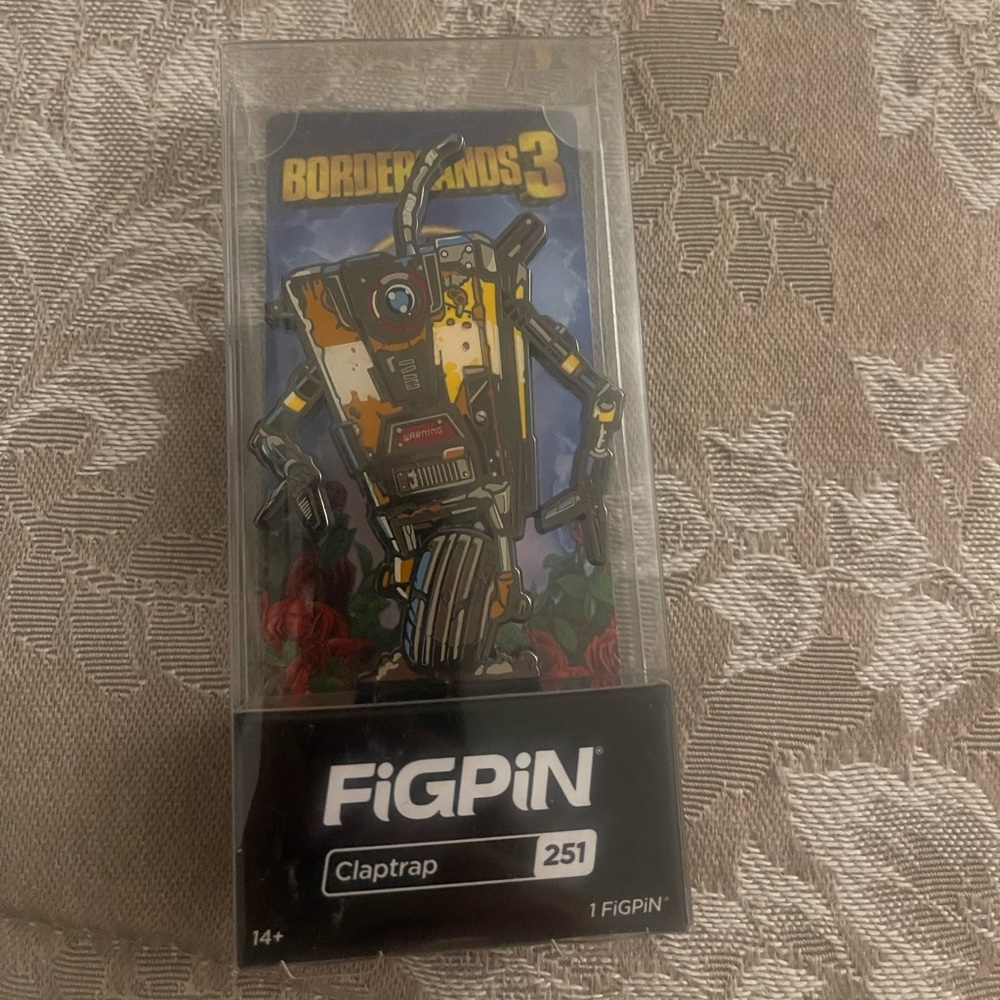 BORDERLANDS 3
WARNING
FiGPiN®
Claptrap 251
1 FiGPiN®
14+